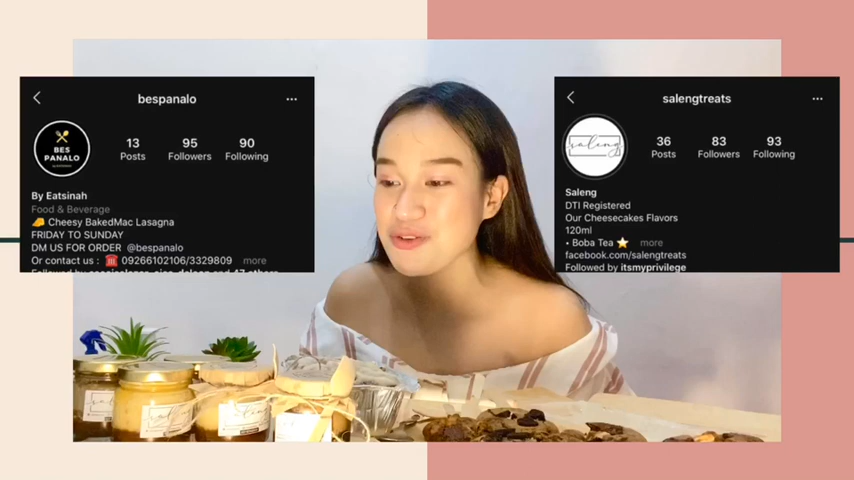 bespanalo
BES
PANALO
13
95
90
Posts
Followers
Following
By Eatsinah
Food & Beverage
🧀 Cheesy BakedMac Lasagna
FRIDAY TO SUNDAY
DM US FOR ORDER @bespanalo
Or contact us : ☎️ 09266102106/3329809 more
salengtreats
saleng
36
83
93
Posts
Followers
Following
Saleng
DTI Registered
Our Cheesecakes Flavors
120ml
• Boba Tea ⭐ more
facebook.com/salengtreats
Followed by itsmyprivilege